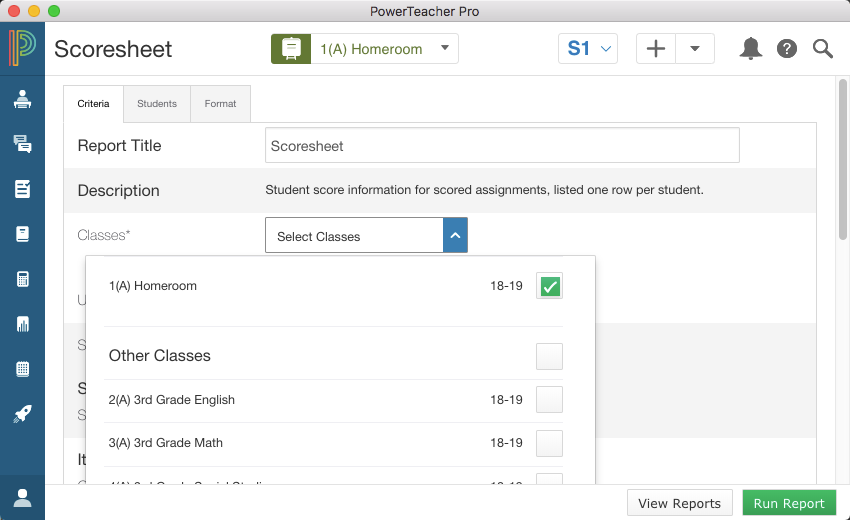 PowerTeacher Pro
Scoresheet
1(A) Homeroom
S1
Criteria
Students
Format
Report Title
Scoresheet
Description
Student score information for scored assignments, listed one row per student.
Classes*
Select Classes
1(A) Homeroom 18-19
Other Classes
2(A) 3rd Grade English 18-19
3(A) 3rd Grade Math 18-19
View Reports
Run Report